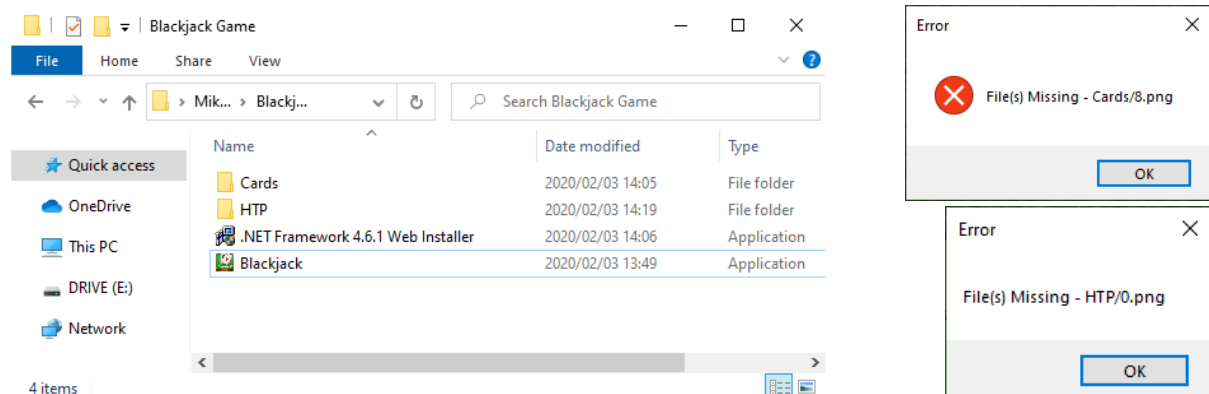 Blackjack Game
File Home Share View
Mik... Blackj... Search Blackjack Game
Name Date modified Type
Quick access
OneDrive
This PC
DRIVE (E:)
Network
Cards 2020/02/03 14:05 File folder
HTP 2020/02/03 14:19 File folder
.NET Framework 4.6.1 Web Installer 2020/02/03 14:06 Application
Blackjack 2020/02/03 13:49 Application
4 items
Error
File(s) Missing - Cards/8.png
OK
Error
File(s) Missing - HTP/0.png
OK